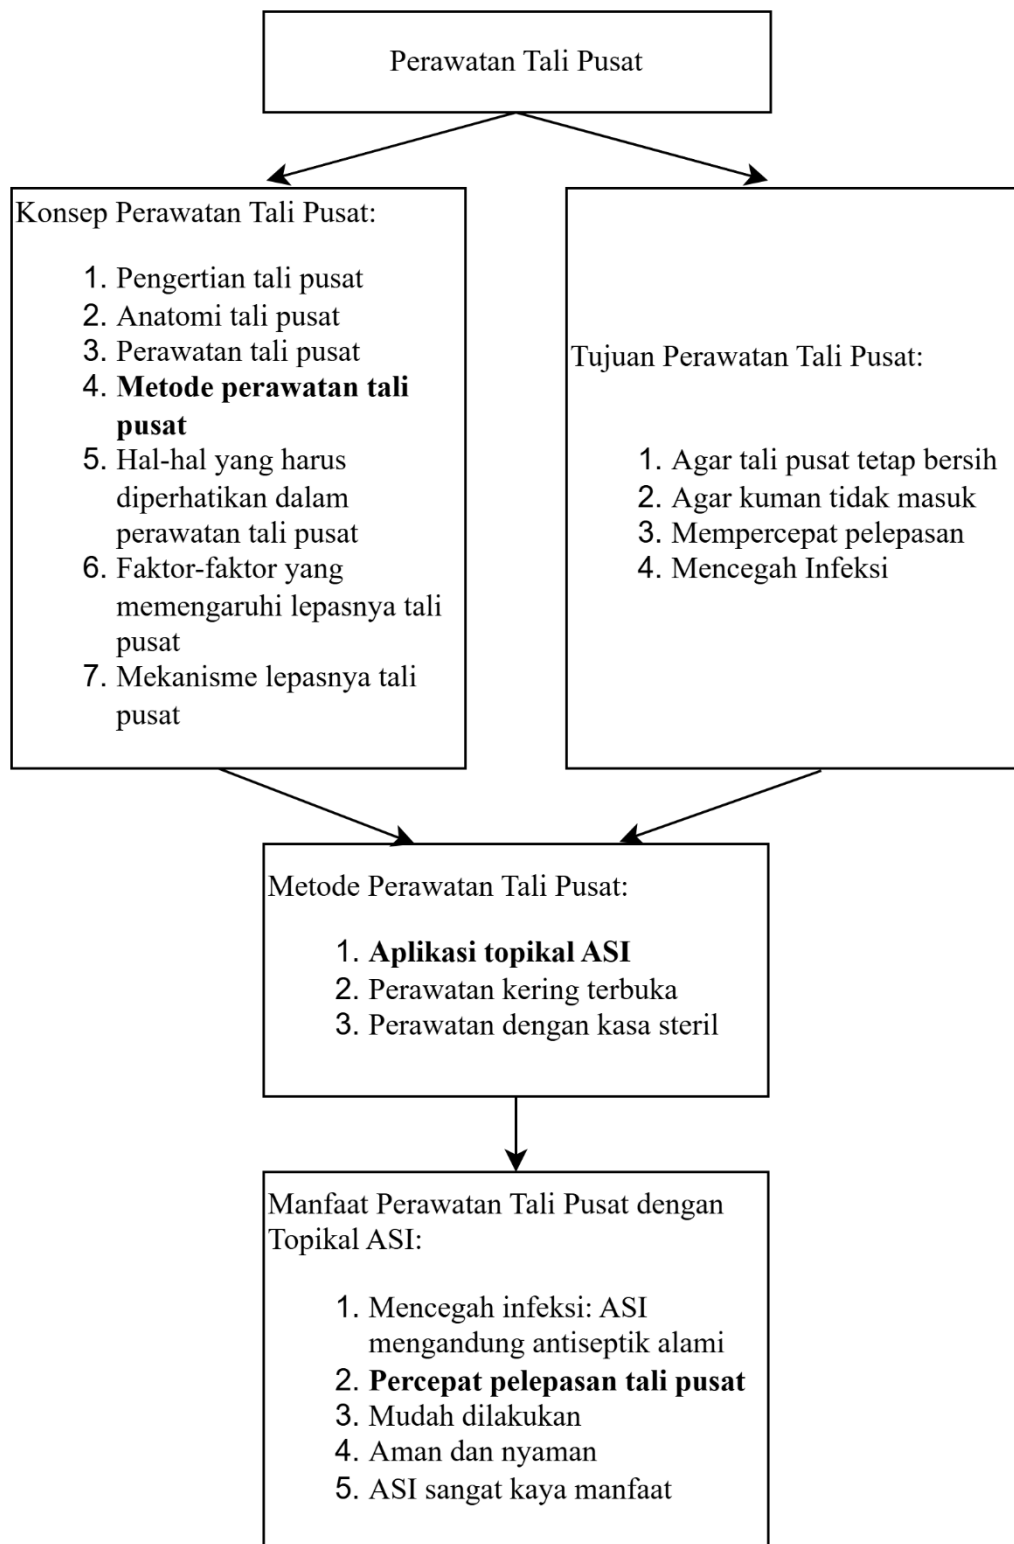 Perawatan Tali Pusat
Konsep Perawatan Tali Pusat:
1. Pengertian tali pusat
2. Anatomi tali pusat
3. Perawatan tali pusat
4. Metode perawatan tali
pusat
5. Hal-hal yang harus
diperhatikan dalam
perawatan tali pusat
6. Faktor-faktor yang
memengaruhi lepasnya tali
pusat
7. Mekanisme lepasnya tali
pusat
Tujuan Perawatan Tali Pusat:
1. Agar tali pusat tetap bersih
2. Agar kuman tidak masuk
3. Mempercepat pelepasan
4. Mencegah Infeksi
Metode Perawatan Tali Pusat:
1. Aplikasi topikal ASI
2. Perawatan kering terbuka
3. Perawatan dengan kasa steril
Manfaat Perawatan Tali Pusat dengan
Topikal ASI:
1. Mencegah infeksi: ASI
mengandung antiseptik alami
2. Percepat pelepasan tali pusat
3. Mudah dilakukan
4. Aman dan nyaman
5. ASI sangat kaya manfaat